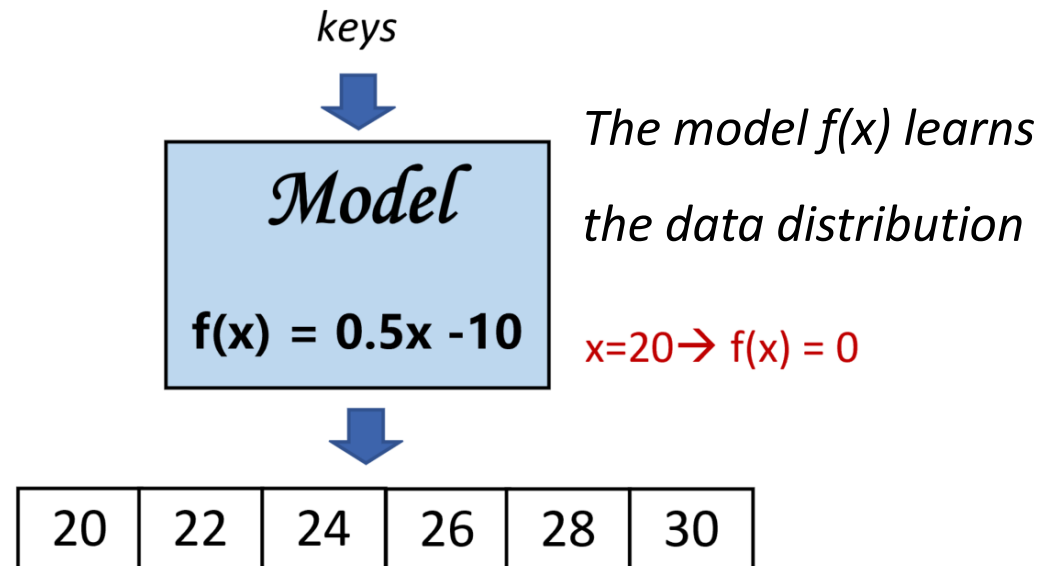 keys
The model f(x) learns
the data distribution
Model
f(x) = 0.5x -10
x=20→ f(x) = 0
20 22 24 26 28 30